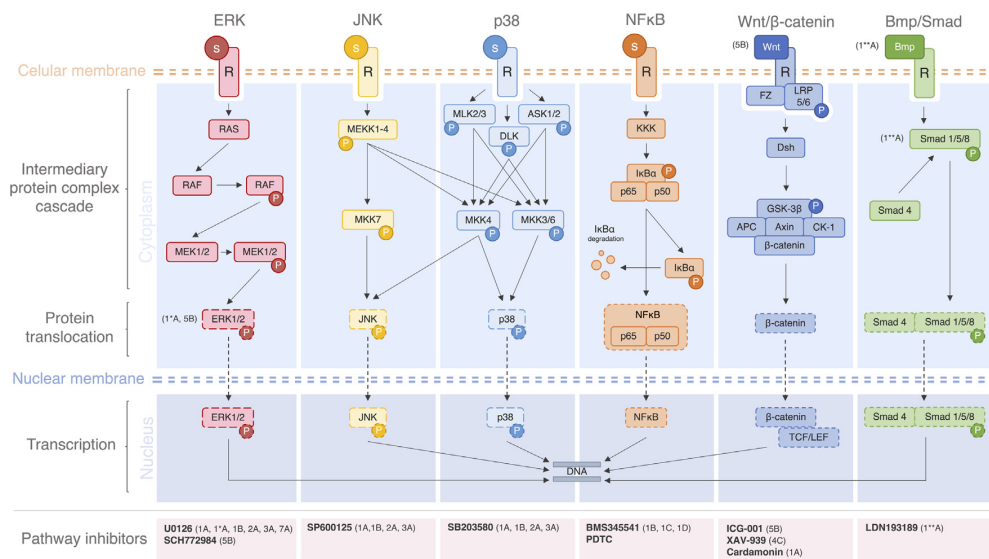 ERK
JNK
p38
NFκB
Wnt/β-catenin
Bmp/Smad
S
S
S
S
(5B) Wnt
(1**A) Bmp
R
R
R
R
R
R
Celular membrane
FZ
LRP
5/6
P
Intermediary
protein complex
cascade
Cytoplasm
RAS
RAF
RAF
P
MEK1/2
MEK1/2
P
MEKK1-4
P
MKK7
P
MLK2/3
P
DLK
P
ASK1/2
P
MKK4
P
MKK3/6
P
KKK
IκBα
P
p65
p50
IκBα
degradation
IκBα
P
Dsh
GSK-3β
P
APC
Axin
CK-1
β-catenin
(1**A)
Smad 1/5/8
P
Smad 4
Protein
translocation
(1*A, 5B)
ERK1/2
P
JNK
P
p38
P
NFκB
p65
p50
β-catenin
Smad 4
Smad 1/5/8
P
Nuclear membrane
Transcription
Nucleus
ERK1/2
P
JNK
P
p38
P
NFκB
β-catenin
TCF/LEF
Smad 4
Smad 1/5/8
P
DNA
Pathway inhibitors
U0126 (1A, 1*A, 1B, 2A, 3A, 7A)
SCH772984 (5B)
SP600125 (1A,1B, 2A, 3A)
SB203580 (1A, 1B, 2A, 3A)
BMS345541 (1B, 1C, 1D)
PDTC
ICG-001 (5B)
XAV-939 (4C)
Cardamonin (1A)
LDN193189 (1**A)